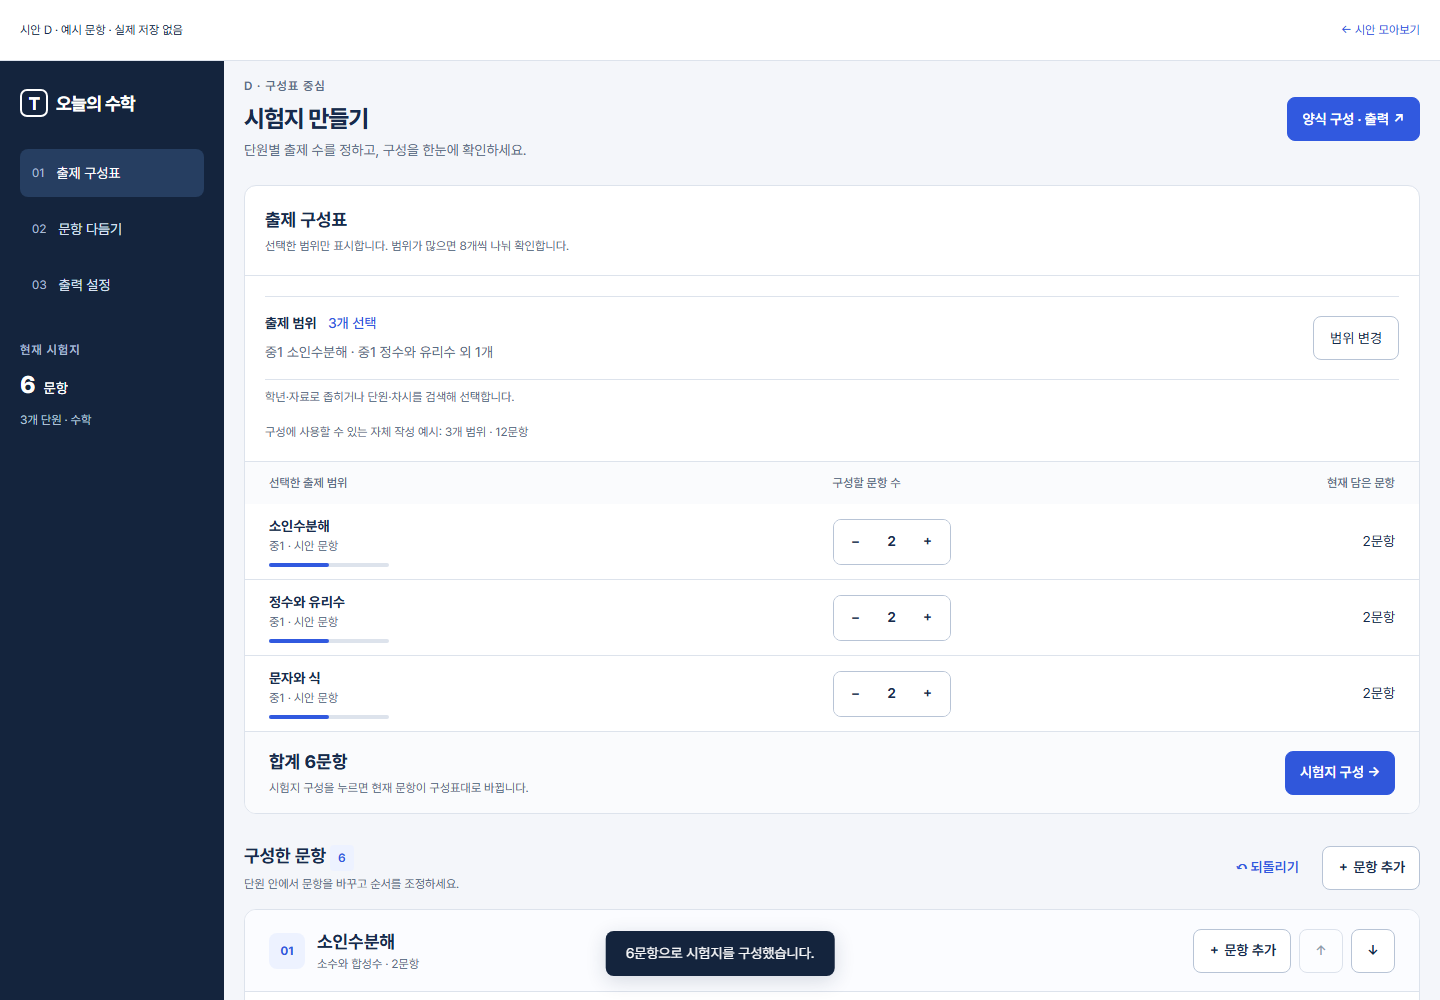 시안 D · 예시 문항 · 실제 저장 없음
← 시안 모아보기
T 오늘의 수학
01 출제 구성표
02 문항 다듬기
03 출력 설정
현재 시험지
6 문항
3개 단원 · 수학
D · 구성표 중심
시험지 만들기
단원별 출제 수를 정하고, 구성을 한눈에 확인하세요.
양식 구성 · 출력 ↗
출제 구성표
선택한 범위만 표시합니다. 범위가 많으면 8개씩 나눠 확인합니다.
출제 범위 3개 선택
중1 소인수분해 · 중1 정수와 유리수 외 1개
범위 변경
학년·자료로 좁히거나 단원·차시를 검색해 선택합니다.
구성에 사용할 수 있는 자체 작성 예시: 3개 범위 · 12문항
선택한 출제 범위 구성할 문항 수 현재 담은 문항
소인수분해
중1 · 시안 문항
− 2 +
2문항
정수와 유리수
중1 · 시안 문항
− 2 +
2문항
문자와 식
중1 · 시안 문항
− 2 +
2문항
합계 6문항
시험지 구성을 누르면 현재 문항이 구성표대로 바뀝니다.
시험지 구성 →
구성한 문항 6
단원 안에서 문항을 바꾸고 순서를 조정하세요.
↶ 되돌리기
+ 문항 추가
01 소인수분해
소수와 합성수 · 2문항
6문항으로 시험지를 구성했습니다.
+ 문항 추가 ↑ ↓